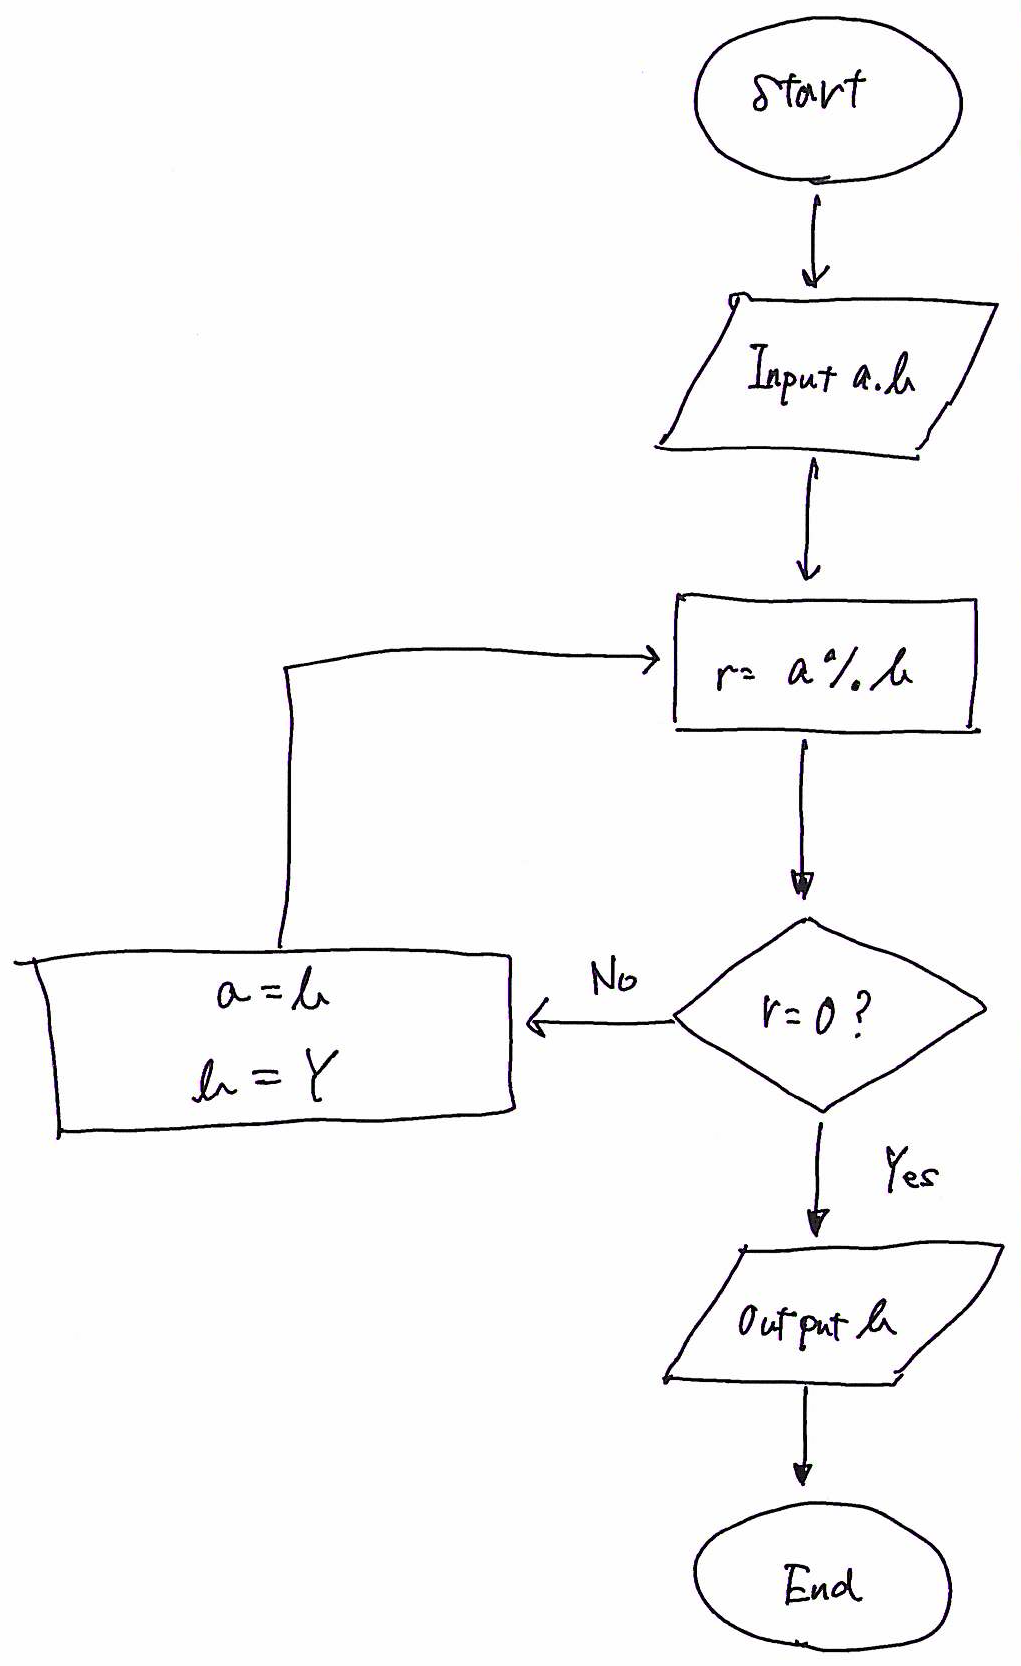 Start
Input a.b
r= a % b
r=0 ?
No
a = b
b = r
Yes
Output b
End